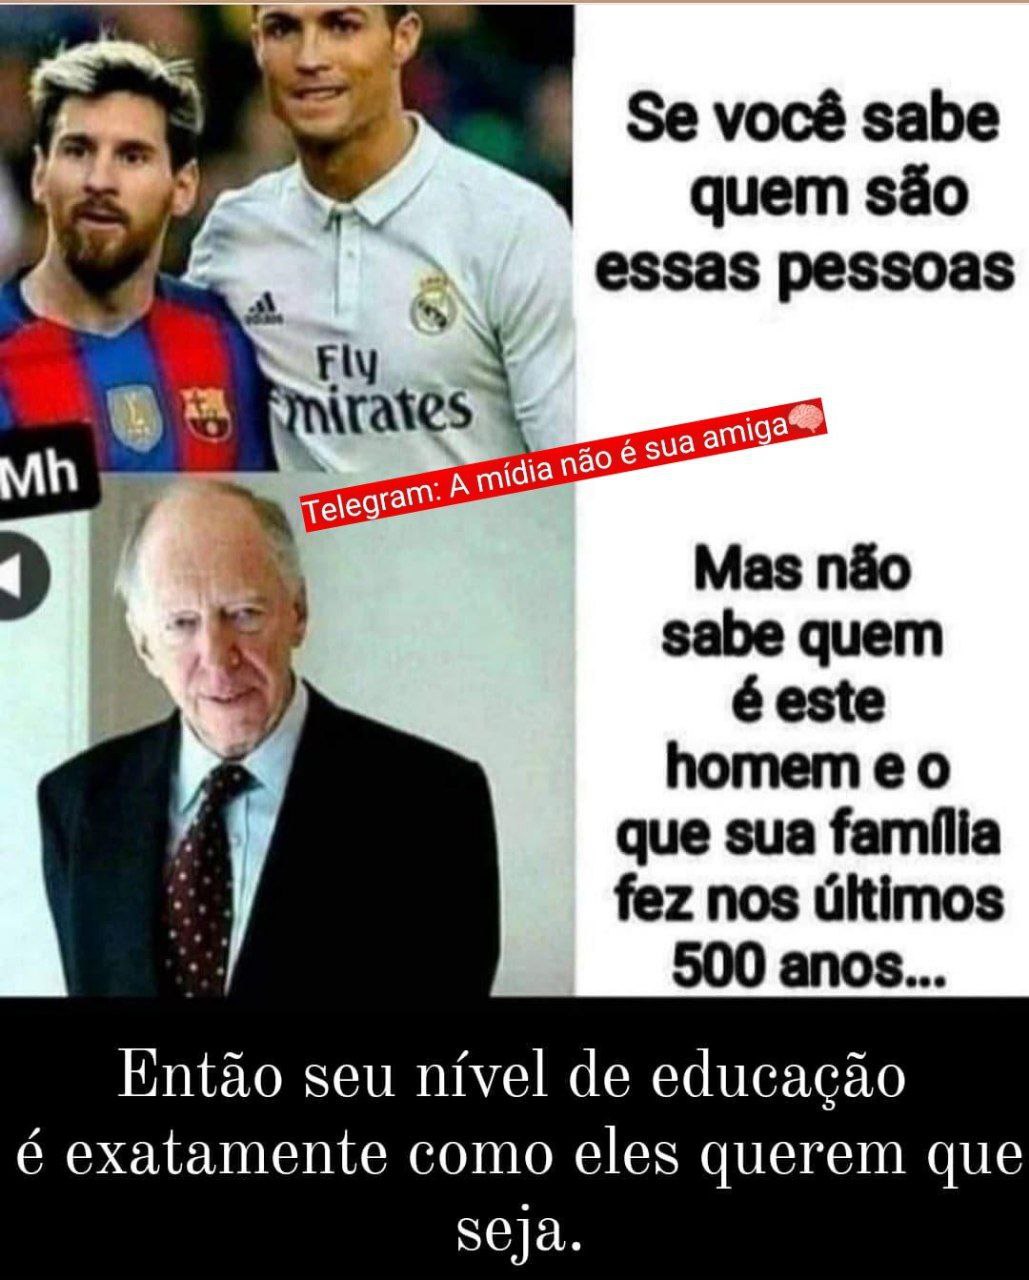 Se você sabe
quem são
essas pessoas
adidas
Fly
Emirates
Mh
Telegram: A mídia não é sua amiga
Mas não
sabe quem
é este
homem e o
que sua família
fez nos últimos
500 anos...
Então seu nível de educação
é exatamente como eles querem que
seja.